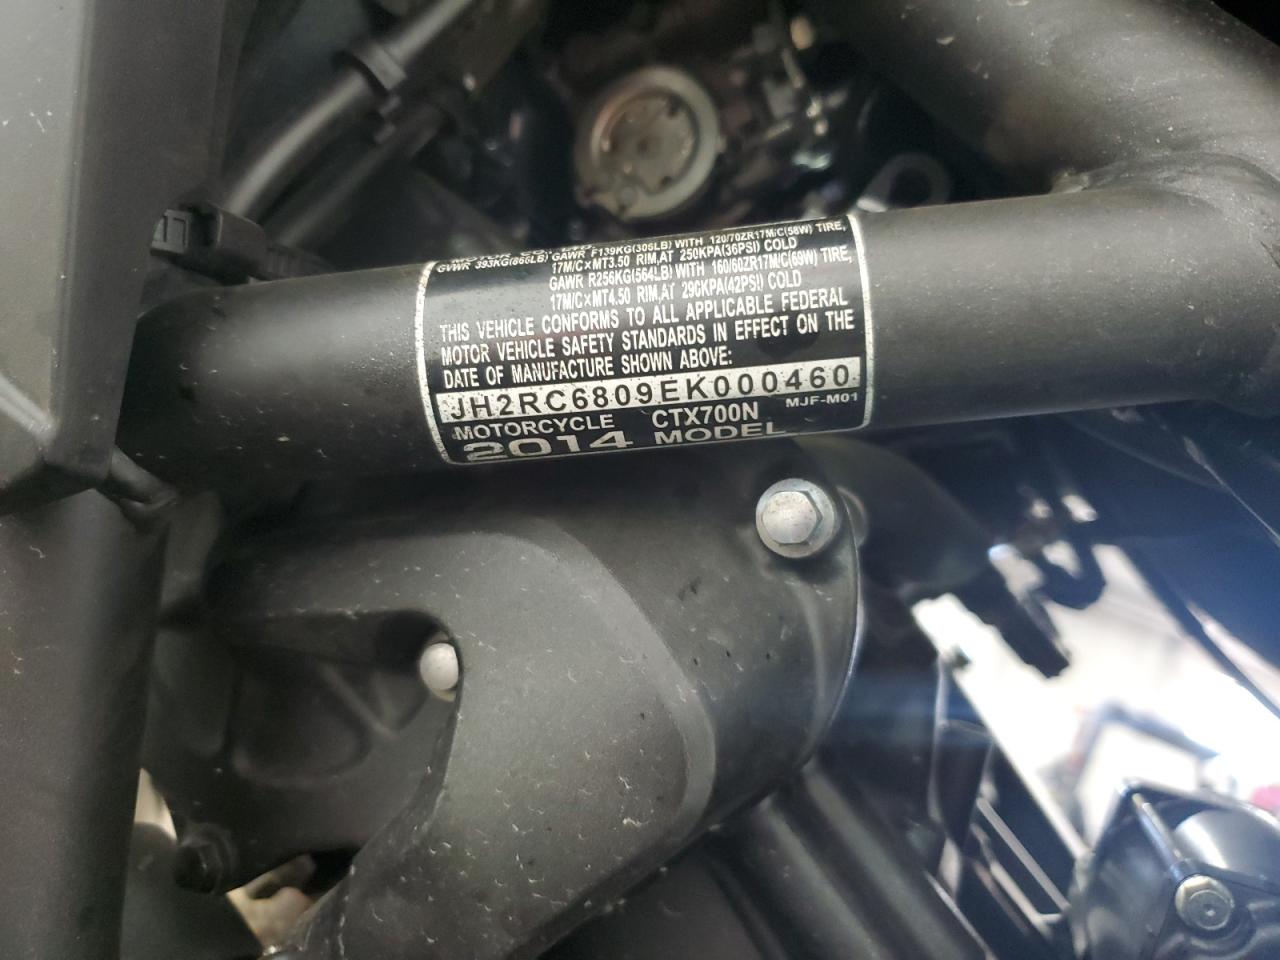 MOTOR CO., LTD.
GVWR 393KG(866LB) GAWR F139KG(306LB) WITH 120/70ZR17M/C(58W) TIRE,
17M/C×MT3.50 RIM,AT 250KPA(36PSI) COLD
GAWR R256KG(564LB) WITH 160/60ZR17M/C(69W) TIRE,
17M/C×MT4.50 RIM,AT 290KPA(42PSI) COLD
THIS VEHICLE CONFORMS TO ALL APPLICABLE FEDERAL
MOTOR VEHICLE SAFETY STANDARDS IN EFFECT ON THE
DATE OF MANUFACTURE SHOWN ABOVE:
JH2RC6809EK000460
MOTORCYCLE CTX700N MJF-M01
2014 MODEL